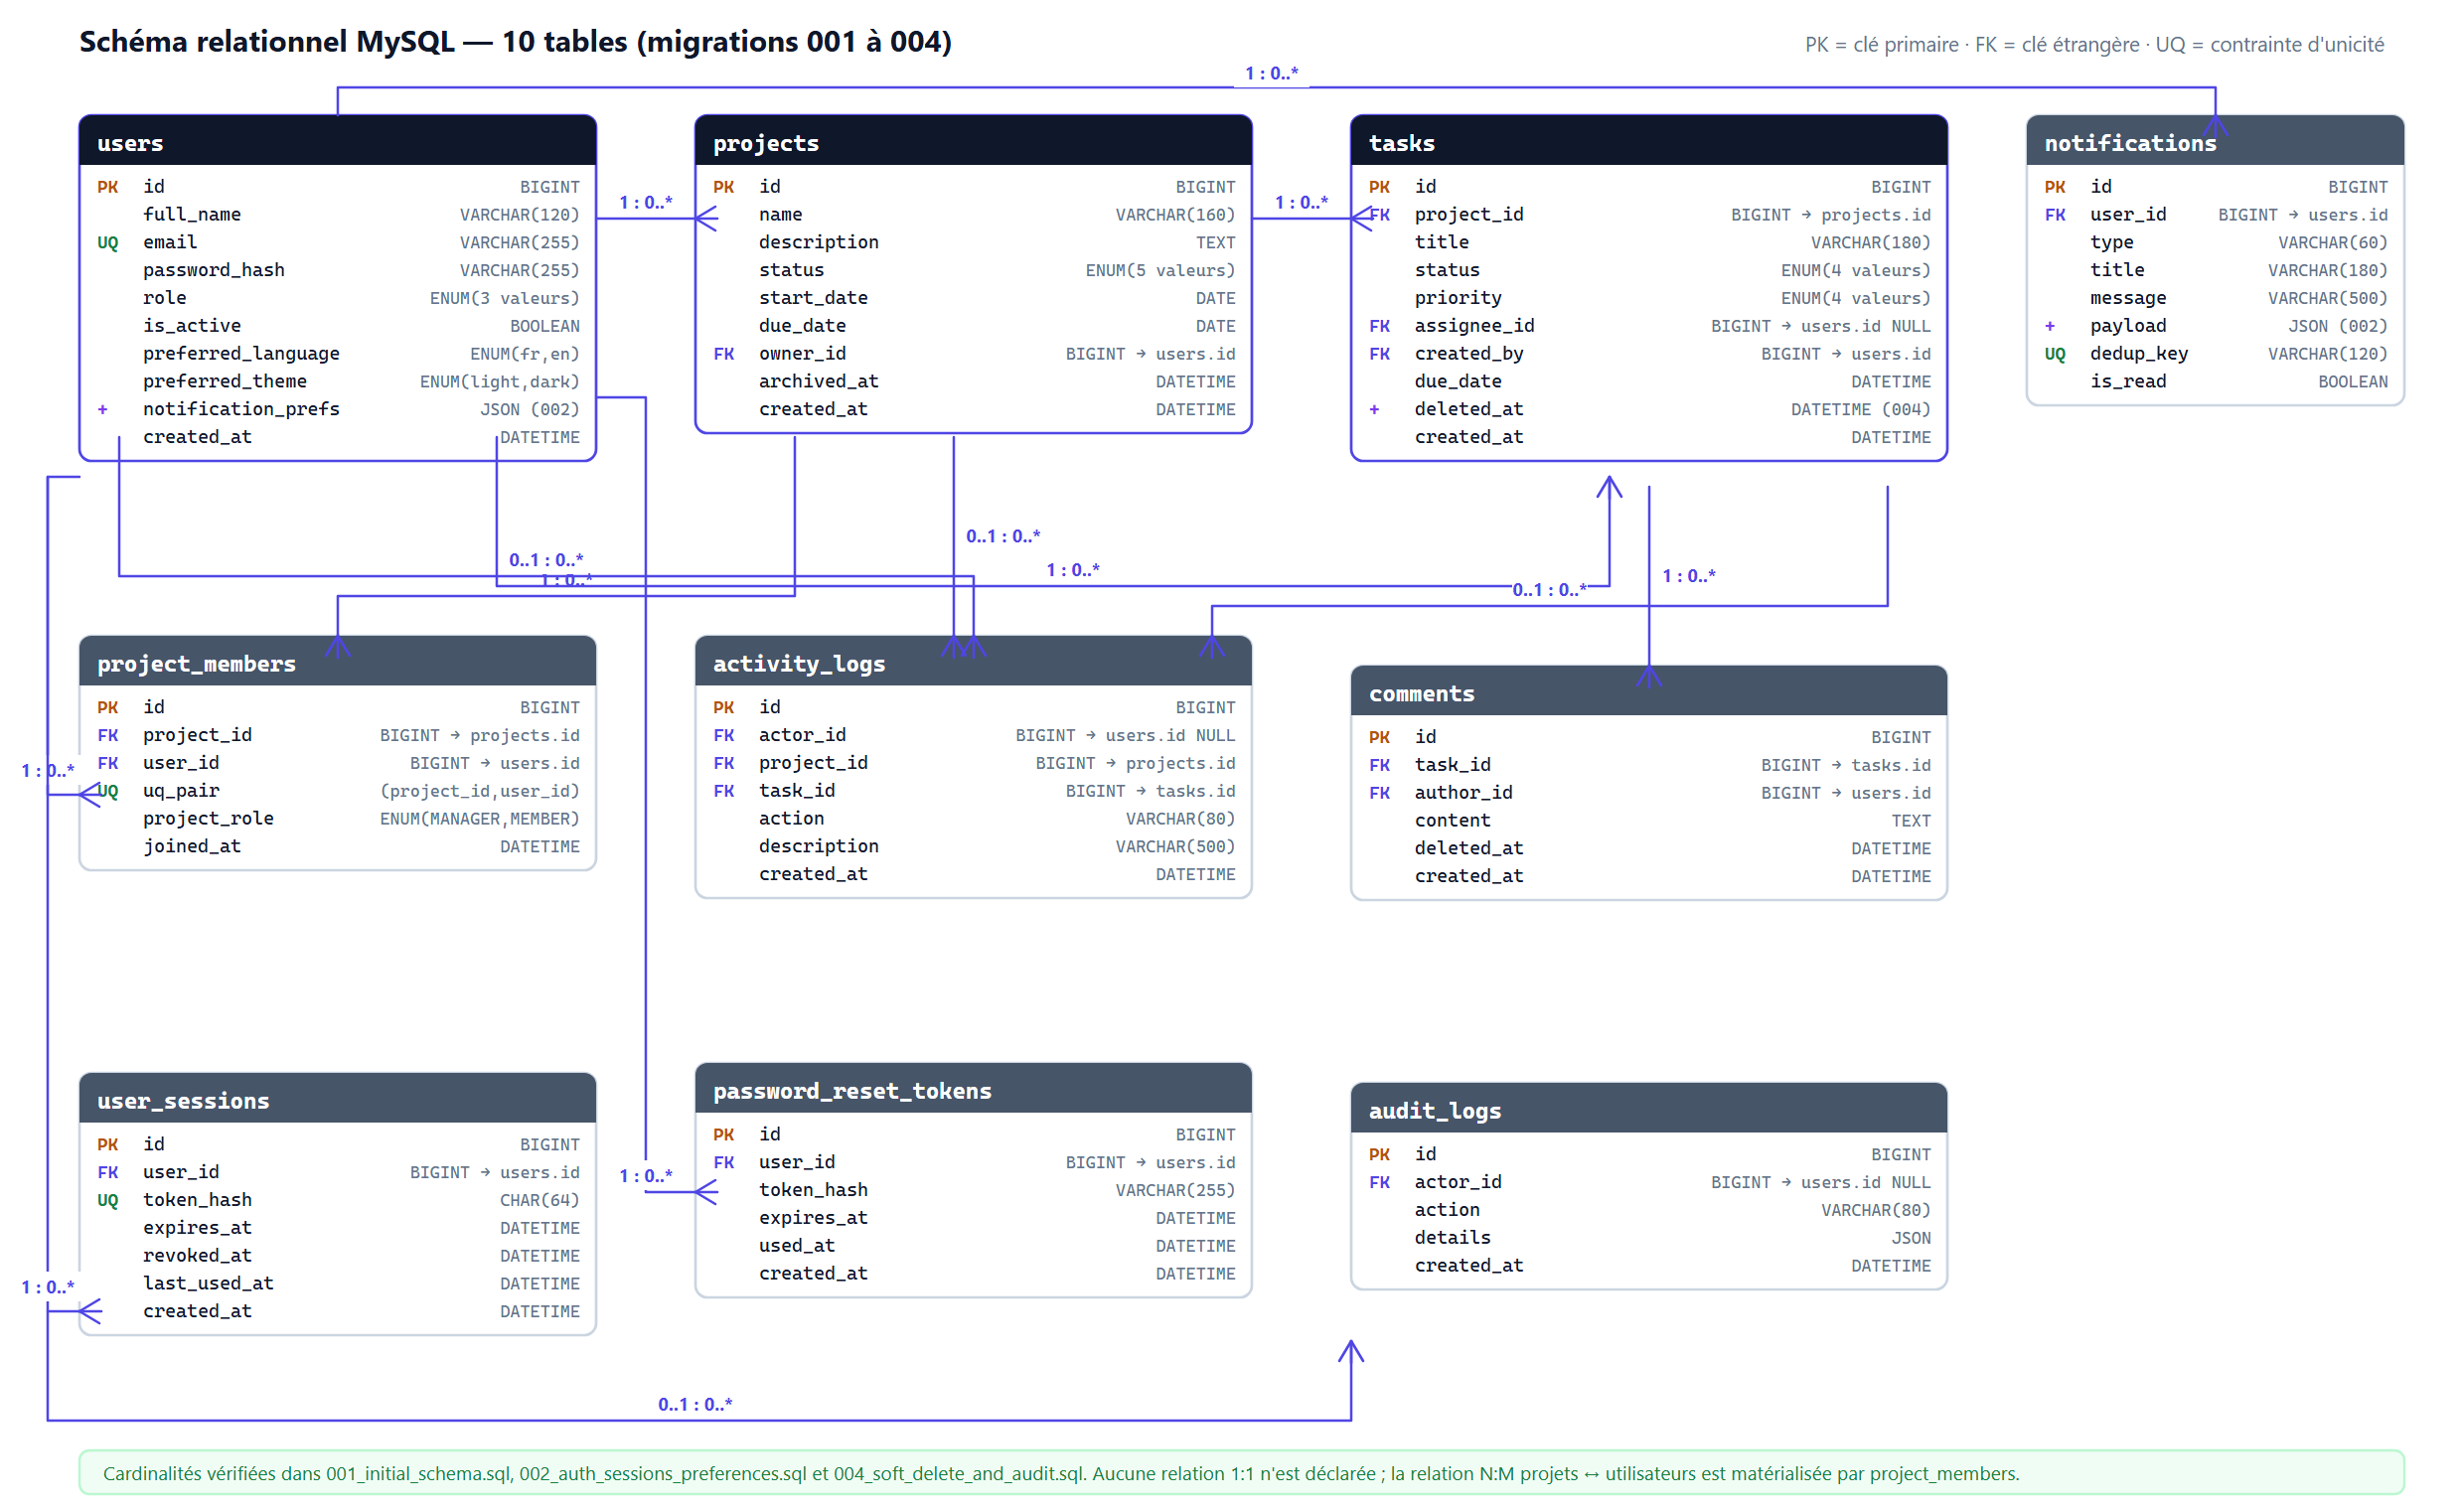 Schéma relationnel MySQL — 10 tables (migrations 001 à 004)
PK = clé primaire · FK = clé étrangère · UQ = contrainte d'unicité
1 : 0..*
users
PK id BIGINT
full_name VARCHAR(120)
UQ email VARCHAR(255)
password_hash VARCHAR(255)
role ENUM(3 valeurs)
is_active BOOLEAN
preferred_language ENUM(fr,en)
preferred_theme ENUM(light,dark)
+ notification_prefs JSON (002)
created_at DATETIME
1 : 0..*
projects
PK id BIGINT
name VARCHAR(160)
description TEXT
status ENUM(5 valeurs)
start_date DATE
due_date DATE
FK owner_id BIGINT → users.id
archived_at DATETIME
created_at DATETIME
1 : 0..*
tasks
PK id BIGINT
FK project_id BIGINT → projects.id
title VARCHAR(180)
status ENUM(4 valeurs)
priority ENUM(4 valeurs)
FK assignee_id BIGINT → users.id NULL
FK created_by BIGINT → users.id
due_date DATETIME
+ deleted_at DATETIME (004)
created_at DATETIME
notifications
PK id BIGINT
FK user_id BIGINT → users.id
type VARCHAR(60)
title VARCHAR(180)
message VARCHAR(500)
+ payload JSON (002)
UQ dedup_key VARCHAR(120)
is_read BOOLEAN
0..1 : 0..*
0..1 : 0..*
1 : 0..*
1 : 0..*
1 : 0..*
0..1 : 0..*
project_members
PK id BIGINT
FK project_id BIGINT → projects.id
FK user_id BIGINT → users.id
UQ uq_pair (project_id,user_id)
project_role ENUM(MANAGER,MEMBER)
joined_at DATETIME
1 : 0..*
activity_logs
PK id BIGINT
FK actor_id BIGINT → users.id NULL
FK project_id BIGINT → projects.id
FK task_id BIGINT → tasks.id
action VARCHAR(80)
description VARCHAR(500)
created_at DATETIME
comments
PK id BIGINT
FK task_id BIGINT → tasks.id
FK author_id BIGINT → users.id
content TEXT
deleted_at DATETIME
created_at DATETIME
user_sessions
PK id BIGINT
FK user_id BIGINT → users.id
UQ token_hash CHAR(64)
expires_at DATETIME
revoked_at DATETIME
last_used_at DATETIME
created_at DATETIME
1 : 0..*
1 : 0..*
password_reset_tokens
PK id BIGINT
FK user_id BIGINT → users.id
token_hash VARCHAR(255)
expires_at DATETIME
used_at DATETIME
created_at DATETIME
audit_logs
PK id BIGINT
FK actor_id BIGINT → users.id NULL
action VARCHAR(80)
details JSON
created_at DATETIME
0..1 : 0..*
Cardinalités vérifiées dans 001_initial_schema.sql, 002_auth_sessions_preferences.sql et 004_soft_delete_and_audit.sql. Aucune relation 1:1 n'est déclarée ; la relation N:M projets ↔ utilisateurs est matérialisée par project_members.